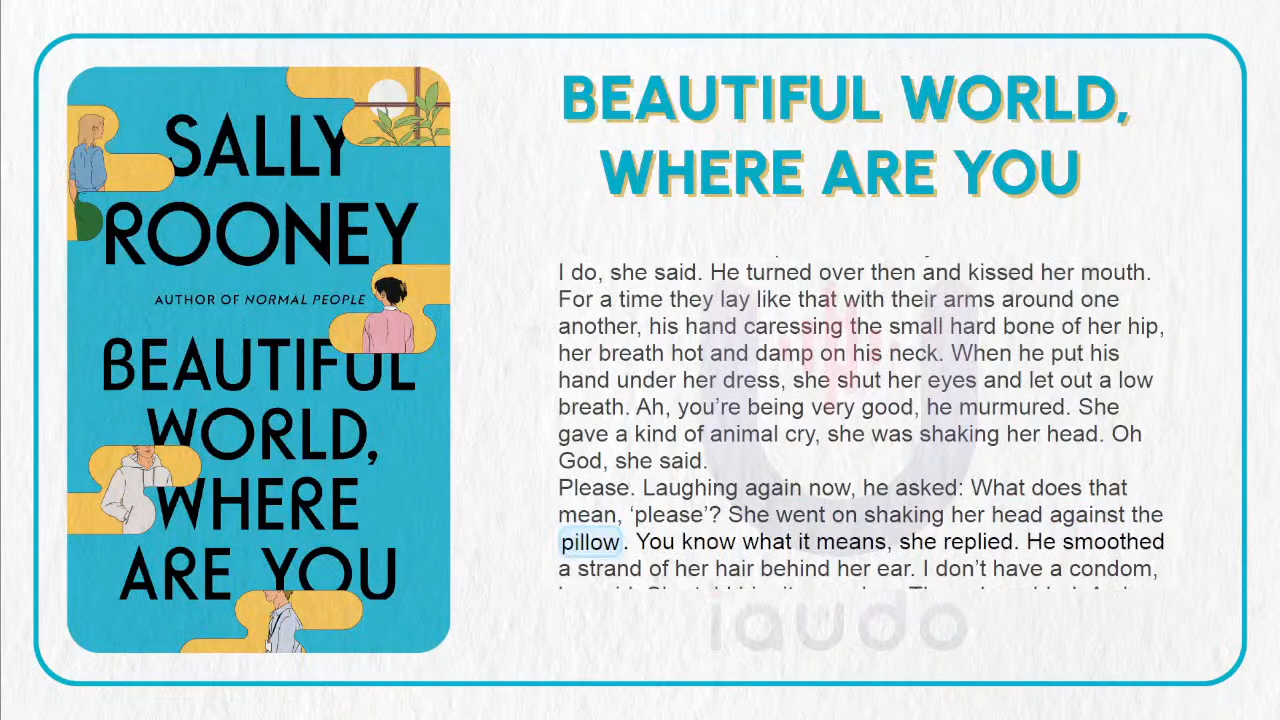 SALLY
ROONEY
AUTHOR OF NORMAL PEOPLE
BEAUTIFUL
WORLD,
WHERE
ARE YOU
BEAUTIFUL WORLD,
WHERE ARE YOU
I do, she said. He turned over then and kissed her mouth.
For a time they lay like that with their arms around one
another, his hand caressing the small hard bone of her hip,
her breath hot and damp on his neck. When he put his
hand under her dress, she shut her eyes and let out a low
breath. Ah, you’re being very good, he murmured. She
gave a kind of animal cry, she was shaking her head. Oh
God, she said.
Please. Laughing again now, he asked: What does that
mean, ‘please’? She went on shaking her head against the
pillow. You know what it means, she replied. He smoothed
a strand of her hair behind her ear. I don’t have a condom,
iaudo